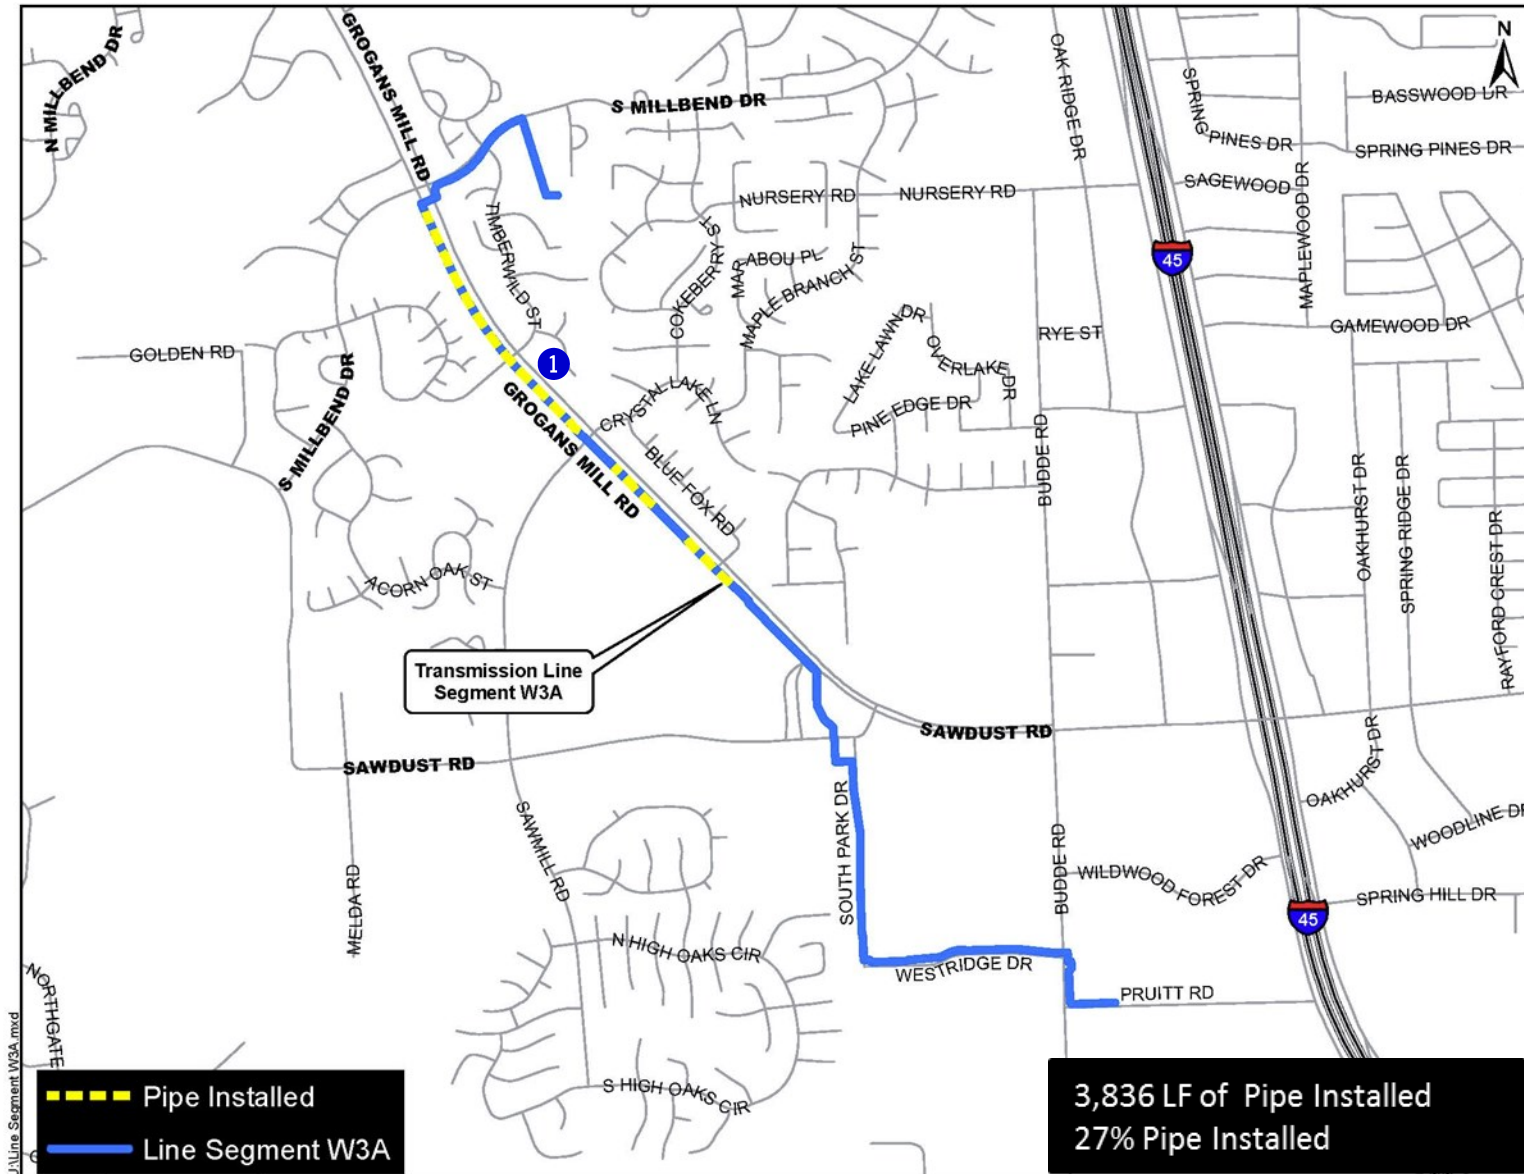 GROGANS MILL RD
N MILLBEND DR
S MILLBEND DR
OAK RIDGE DR
SPRING PINES DR
BASSWOOD DR
SPRING PINES DR
N
NURSERY RD
NURSERY RD
SAGEWOOD
MAPLEWOOD DR
TIMBERWILD ST
COKEBERRY ST
MARABOU PL
MAPLE BRANCH ST
45
GOLDEN RD
S MILLBEND DR
1
LAKE LAWN DR
OVERLAKE DR
RYE ST
GAMEWOOD DR
GROGANS MILL RD
CRYSTAL LAKE LN
PINE EDGE DR
BLUE FOX RD
BUDDE RD
OAKHURST DR
SPRING RIDGE DR
RAYFORD CREST DR
ACORN OAK ST
Transmission Line
Segment W3A
SAWDUST RD
SAWDUST RD
OAKHURST DR
WOODLINE DR
SAWMILL RD
SOUTH PARK DR
MELDA RD
BUDDE RD
WILDWOOD FOREST DR
SPRING HILL DR
45
N HIGH OAKS CIR
WESTRIDGE DR
PRUITT RD
NORTHGATE
S HIGH OAKS CIR
J:\Line Segment W3A.mxd
Pipe Installed
Line Segment W3A
3,836 LF of Pipe Installed
27% Pipe Installed